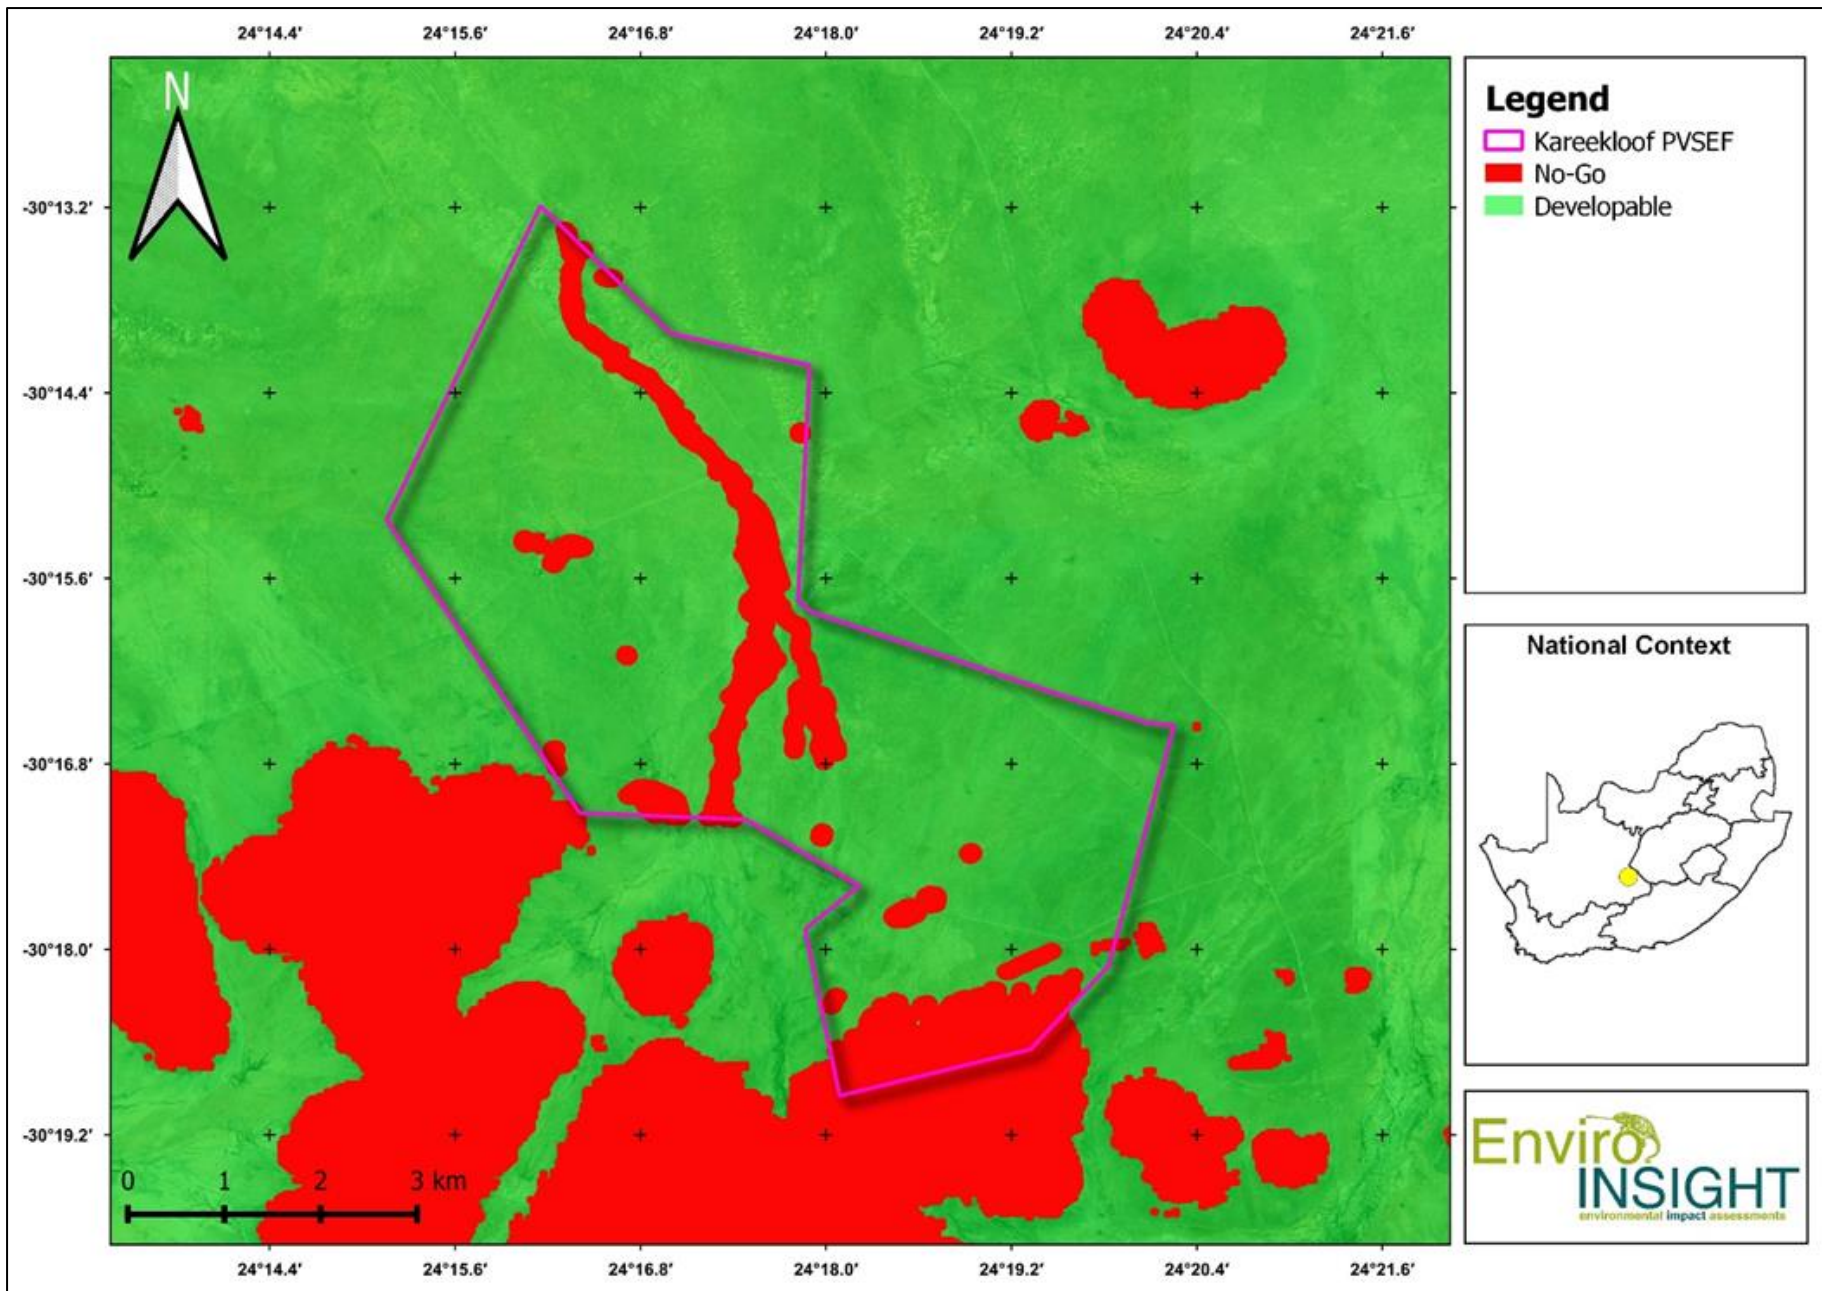 24°14.4' 24°15.6' 24°16.8' 24°18.0' 24°19.2' 24°20.4' 24°21.6'
N
-30°13.2'
-30°14.4'
-30°15.6'
-30°16.8'
-30°18.0'
-30°19.2'
0 1 2 3 km
24°14.4' 24°15.6' 24°16.8' 24°18.0' 24°19.2' 24°20.4' 24°21.6'
Legend
Kareekloof PVSEF
No-Go
Developable
National Context
Enviro
INSIGHT
environmental impact assessments